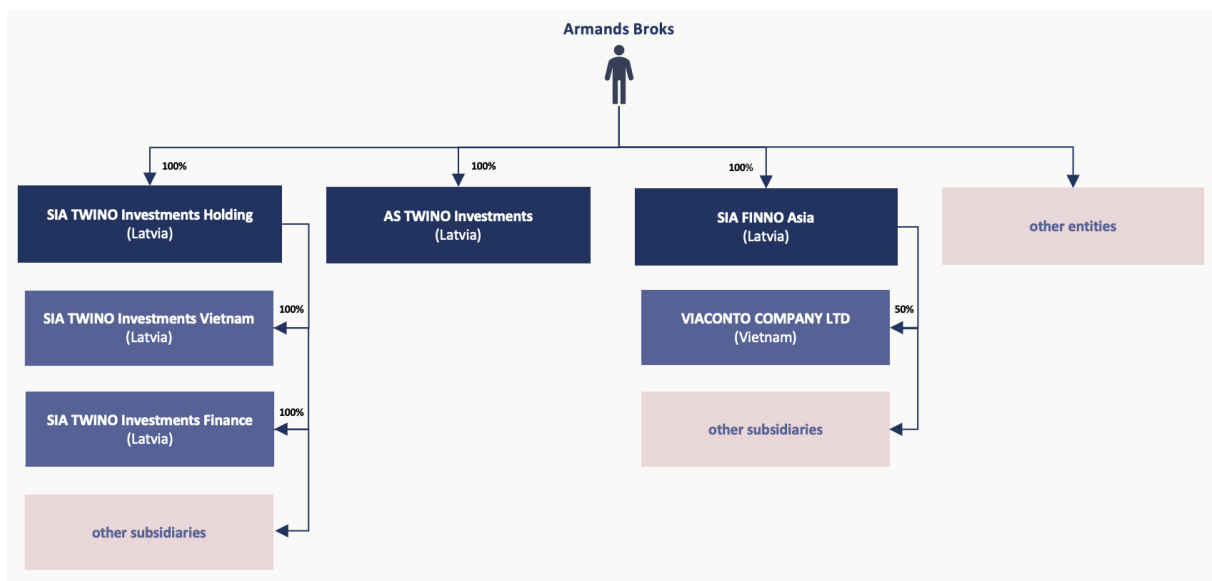 Armands Broks
100%
100%
100%
SIA TWINO Investments Holding
(Latvia)
AS TWINO Investments
(Latvia)
SIA FINNO Asia
(Latvia)
other entities
100%
SIA TWINO Investments Vietnam
(Latvia)
50%
VIACONTO COMPANY LTD
(Vietnam)
100%
SIA TWINO Investments Finance
(Latvia)
other subsidiaries
other subsidiaries